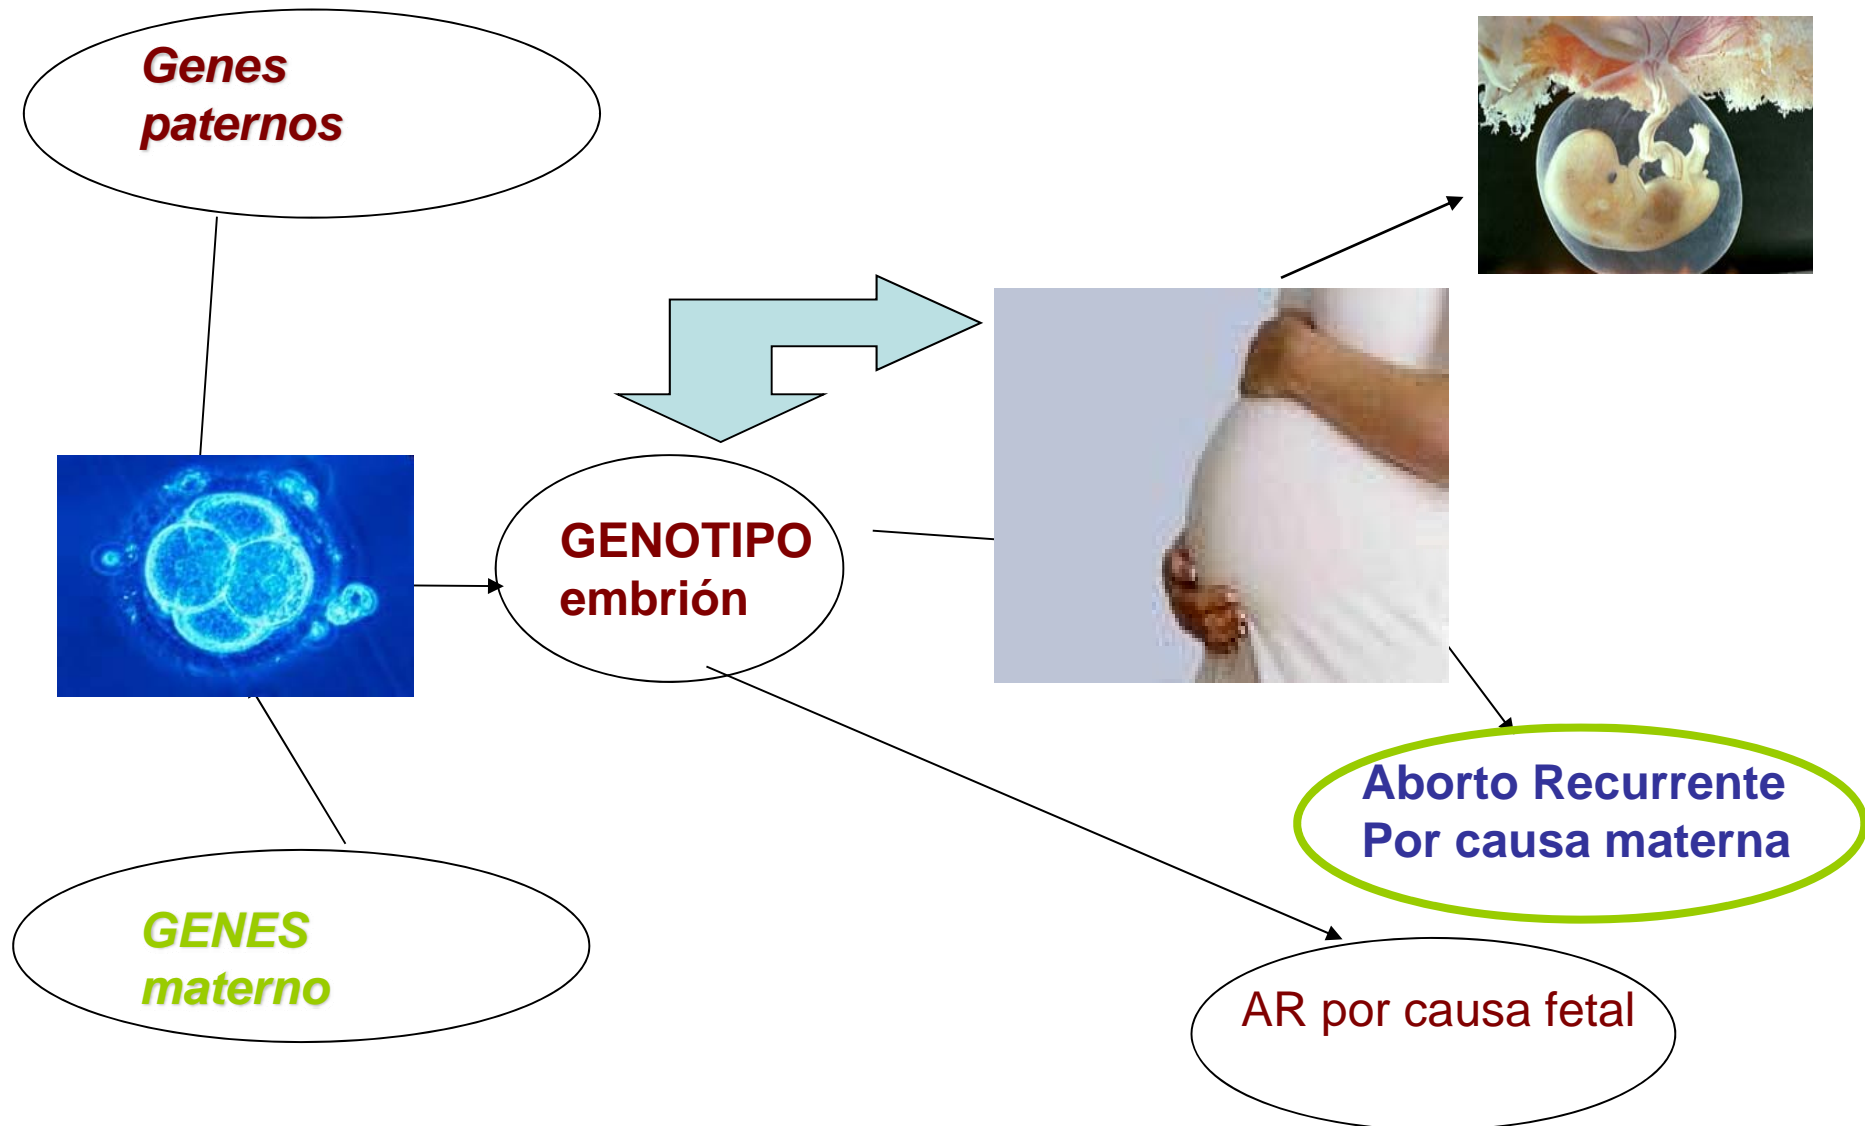 Genes
paternos
GENOTIPO
embrión
Aborto Recurrente
Por causa materna
GENES
materno
AR por causa fetal